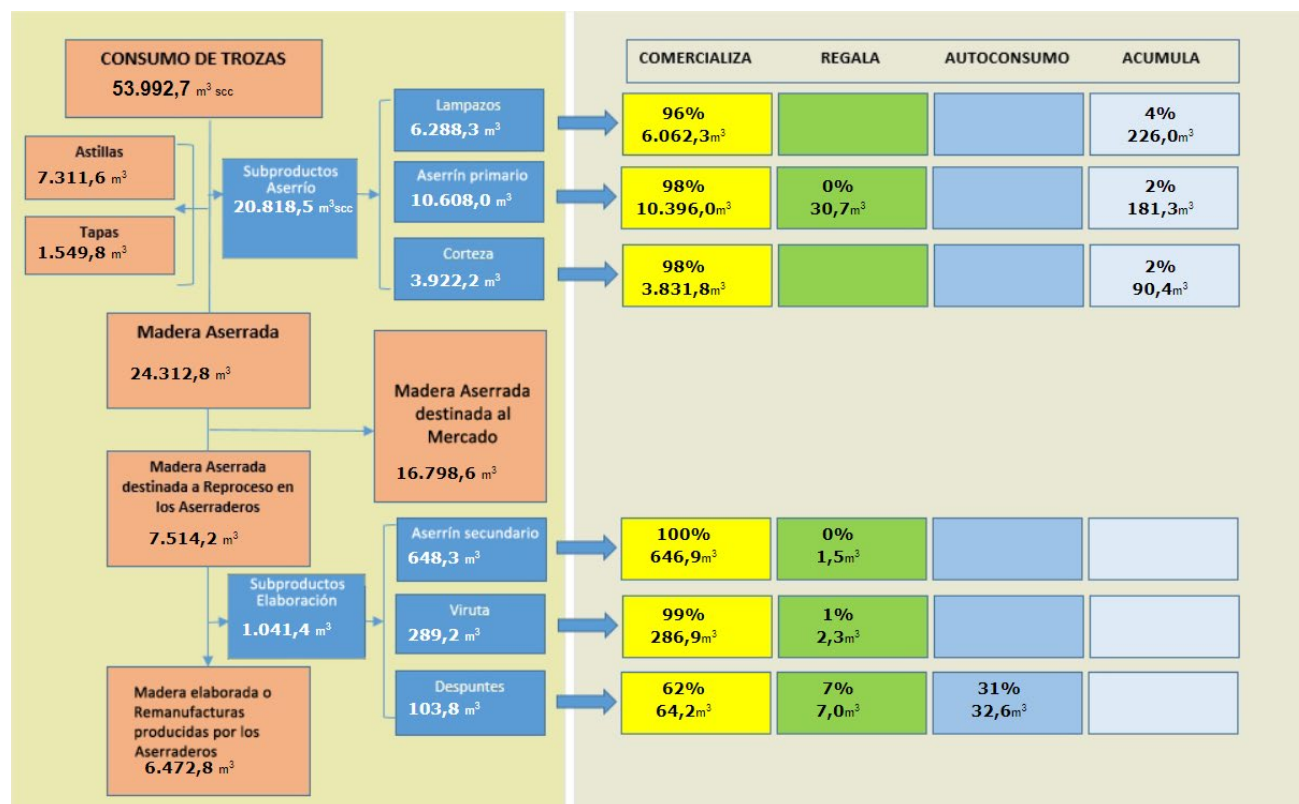 CONSUMO DE TROZAS
53.992,7 m³ scc
Astillas
7.311,6 m³
Tapas
1.549,8 m³
Subproductos
Aserrío
20.818,5 m³scc
Lampazos
6.288,3 m³
Aserrín primario
10.608,0 m³
Corteza
3.922,2 m³
Madera Aserrada
24.312,8 m³
Madera Aserrada
destinada al
Mercado
16.798,6 m³
Madera Aserrada
destinada a Reproceso en
los Aserraderos
7.514,2 m³
Subproductos
Elaboración
1.041,4 m³
Aserrín secundario
648,3 m³
Viruta
289,2 m³
Despuntes
103,8 m³
Madera elaborada o
Remanufacturas
producidas por los
Aserraderos
6.472,8 m³
COMERCIALIZA REGALA AUTOCONSUMO ACUMULA
96% 4%
6.062,3m³ 226,0m³
98% 0% 2%
10.396,0m³ 30,7m³ 181,3m³
98% 2%
3.831,8m³ 90,4m³
100% 0%
646,9m³ 1,5m³
99% 1%
286,9m³ 2,3m³
62% 7% 31%
64,2m³ 7,0m³ 32,6m³